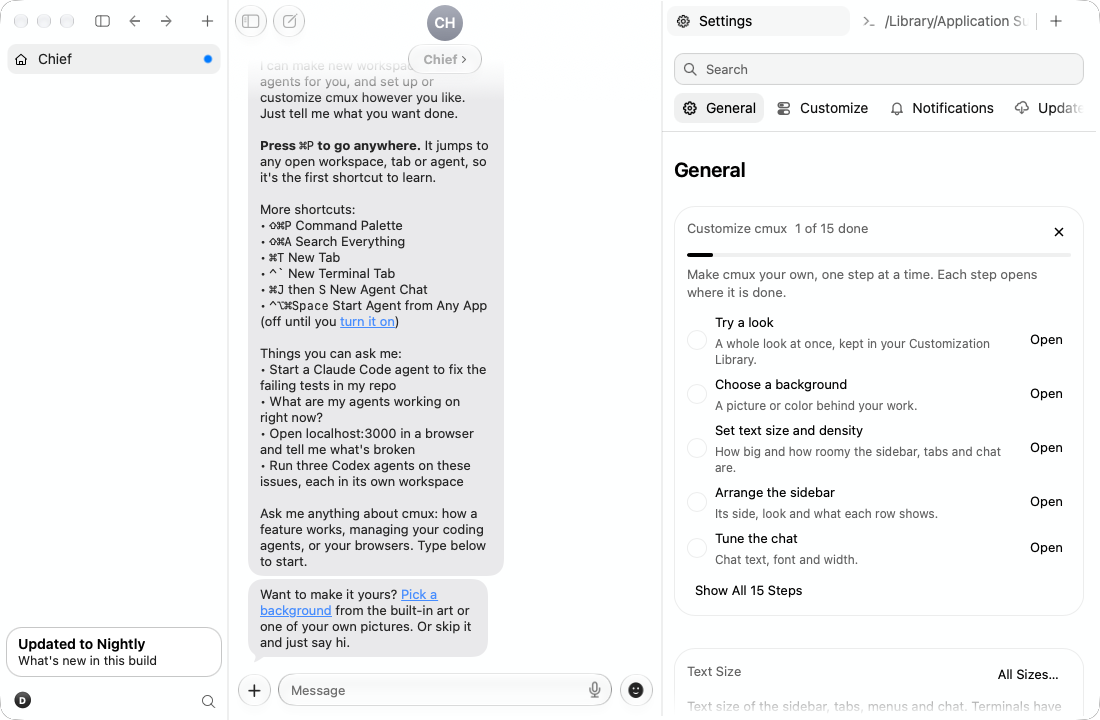 Chief
Updated to Nightly
What's new in this build
D
CH
Chief ›
I can make new workspac
agents for you, and set up or
customize cmux however you like.
Just tell me what you want done.
Press ⌘P to go anywhere. It jumps to
any open workspace, tab or agent, so
it's the first shortcut to learn.
More shortcuts:
• ⇧⌘P Command Palette
• ⇧⌘A Search Everything
• ⌘T New Tab
• ^` New Terminal Tab
• ⌘J then S New Agent Chat
• ^⌥⌘Space Start Agent from Any App
(off until you turn it on)
Things you can ask me:
• Start a Claude Code agent to fix the
failing tests in my repo
• What are my agents working on
right now?
• Open localhost:3000 in a browser
and tell me what's broken
• Run three Codex agents on these
issues, each in its own workspace
Ask me anything about cmux: how a
feature works, managing your coding
agents, or your browsers. Type below
to start.
Want to make it yours? Pick a
background from the built-in art or
one of your own pictures. Or skip it
and just say hi.
Message
Settings
/Library/Application Su
Search
General
Customize
Notifications
Update
General
Customize cmux 1 of 15 done
Make cmux your own, one step at a time. Each step opens
where it is done.
Try a look
A whole look at once, kept in your Customization
Library.
Open
Choose a background
A picture or color behind your work.
Open
Set text size and density
How big and how roomy the sidebar, tabs and chat
are.
Open
Arrange the sidebar
Its side, look and what each row shows.
Open
Tune the chat
Chat text, font and width.
Open
Show All 15 Steps
Text Size
All Sizes...
Text size of the sidebar, tabs, menus and chat. Terminals have